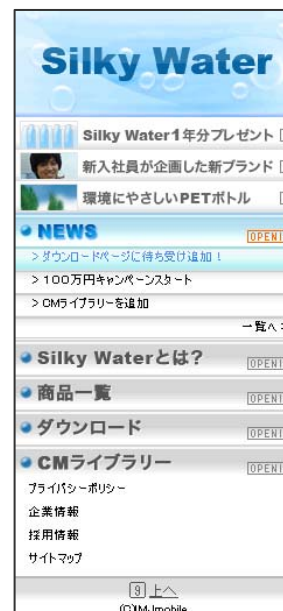 Silky Water
Silky Water1年分プレゼント
新入社員が企画した新ブランド
環境にやさしいPETボトル
NEWS
>ダウンロードページに待ち受け追加！
>100万円キャンペーンスタート
>CMライブラリーを追加
一覧へ
Silky Waterとは？
商品一覧
ダウンロード
CMライブラリー
プライバシーポリシー
企業情報
採用情報
サイトマップ
9 上へ
(C)IMJmobile